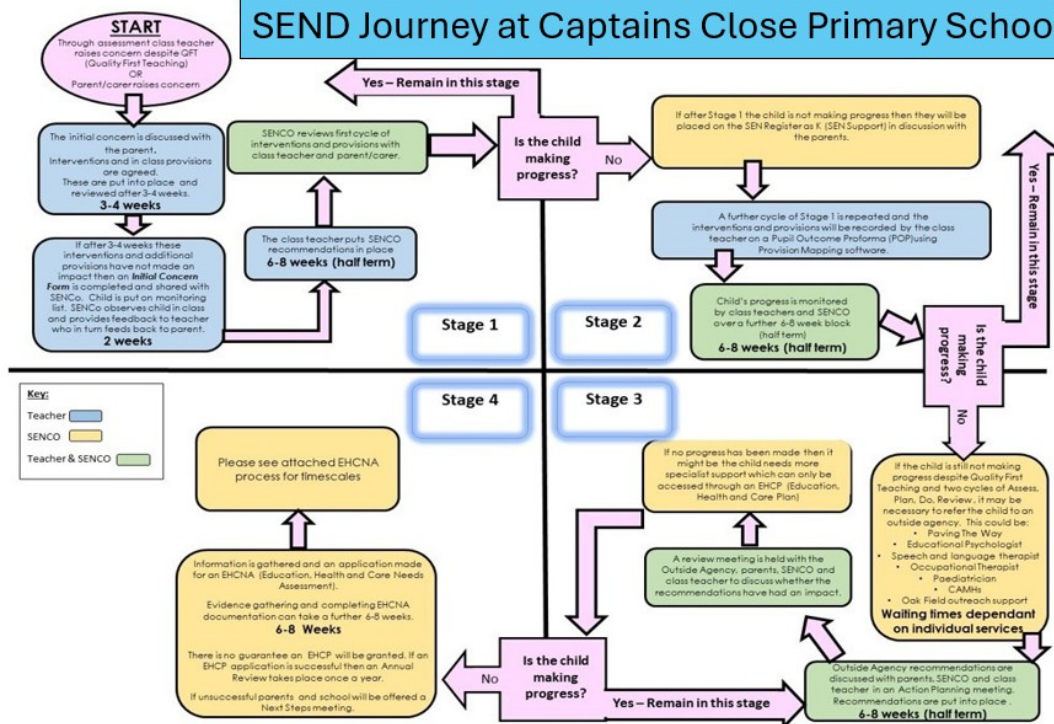 SEND Journey at Captains Close Primary School
START
Through assessment class teacher
raises concern despite QFT
(Quality First Teaching)
OR
Parent/carer raises concern
The initial concern is discussed with
the parent.
Interventions and in class provisions
are agreed.
These are put into place and
reviewed after 3-4 weeks.
3-4 weeks
If after 3-4 weeks these
interventions and additional
provisions have not made an
impact then an Initial Concern
Form is completed and shared with
SENCo. Child is put on monitoring
list. SENCo observes child in class
and provides feedback to teacher
who in turn feeds back to parent.
2 weeks
The class teacher puts SENCO
recommendations in place
6-8 weeks (half term)
SENCO reviews first cycle of
interventions and provisions with
class teacher and parent/carer.
Yes – Remain in this stage
Is the child
making
progress?
No
Stage 1
Stage 2
If after Stage 1 the child is not making progress then they will be
placed on the SEN Register as K (SEN Support) in discussion with
the parents.
A further cycle of Stage 1 is repeated and the
interventions and provisions will be recorded by the class
teacher on a Pupil Outcome Proforma (POP)using
Provision Mapping software.
Child's progress is monitored
by class teachers and SENCO
over a further 6-8 week block
(half term)
6-8 weeks (half term)
Is the child
making
progress?
Yes – Remain in this stage
No
Stage 4
Stage 3
If the child is still not making
progress despite Quality First
Teaching and two cycles of Assess,
Plan, Do, Review, it may be
necessary to refer the child to an
outside agency. This could be:
• Paving The Way
• Educational Psychologist
• Speech and language therapist
• Occupational Therapist
• Paediatrician
• CAMHs
• Oak Field outreach support
Waiting times dependant
on individual services
Outside Agency recommendations are
discussed with parents, SENCO and class
teacher in an Action Planning meeting.
Recommendations are put into place .
6-8 weeks (half term)
A review meeting is held with the
Outside Agency, parents, SENCO and
class teacher to discuss whether the
recommendations have had an impact.
If no progress has been made then it
might be the child needs more
specialist support which can only be
accessed through an EHCP (Education,
Health and Care Plan)
Is the child
making
progress?
Yes – Remain in this stage
No
Information is gathered and an application made
for an EHCNA (Education, Health and Care Needs
Assessment).
Evidence gathering and completing EHCNA
documentation can take a further 6-8 weeks.
6-8 Weeks
There is no guarantee an EHCP will be granted. If an
EHCP application is successful then an Annual
Review takes place once a year.
If unsuccessful parents and school will be offered a
Next Steps meeting.
Please see attached EHCNA
process for timescales
Key:
Teacher
SENCO
Teacher & SENCO